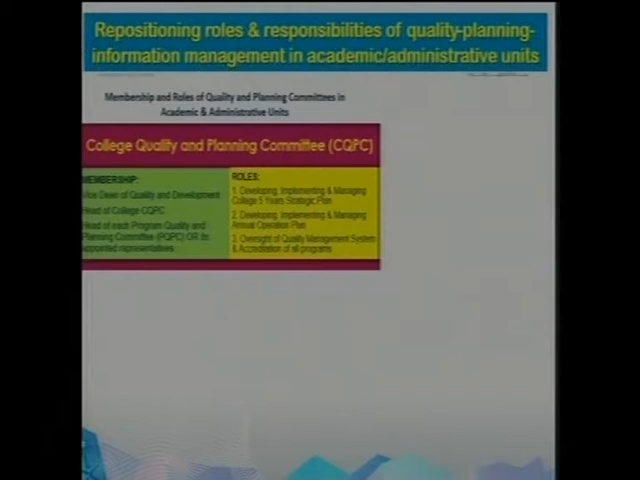 Repositioning roles & responsibilities of quality-planning-
information management in academic/administrative units
Membership and Roles of Quality and Planning Committees in
Academic & Administrative Units
College Quality and Planning Committee (CQPC)
MEMBERSHIP:
Vice Dean of Quality and Development
Head of College CQPC
Head of each Program Quality and
Planning Committee (PQPC) OR its
appointed representatives
ROLES:
1. Developing, Implementing & Managing
College 5 Years Strategic Plan
2. Developing, Implementing & Managing
Annual Operation Plan
3. Oversight of Quality Management System
& Accreditation of all programs